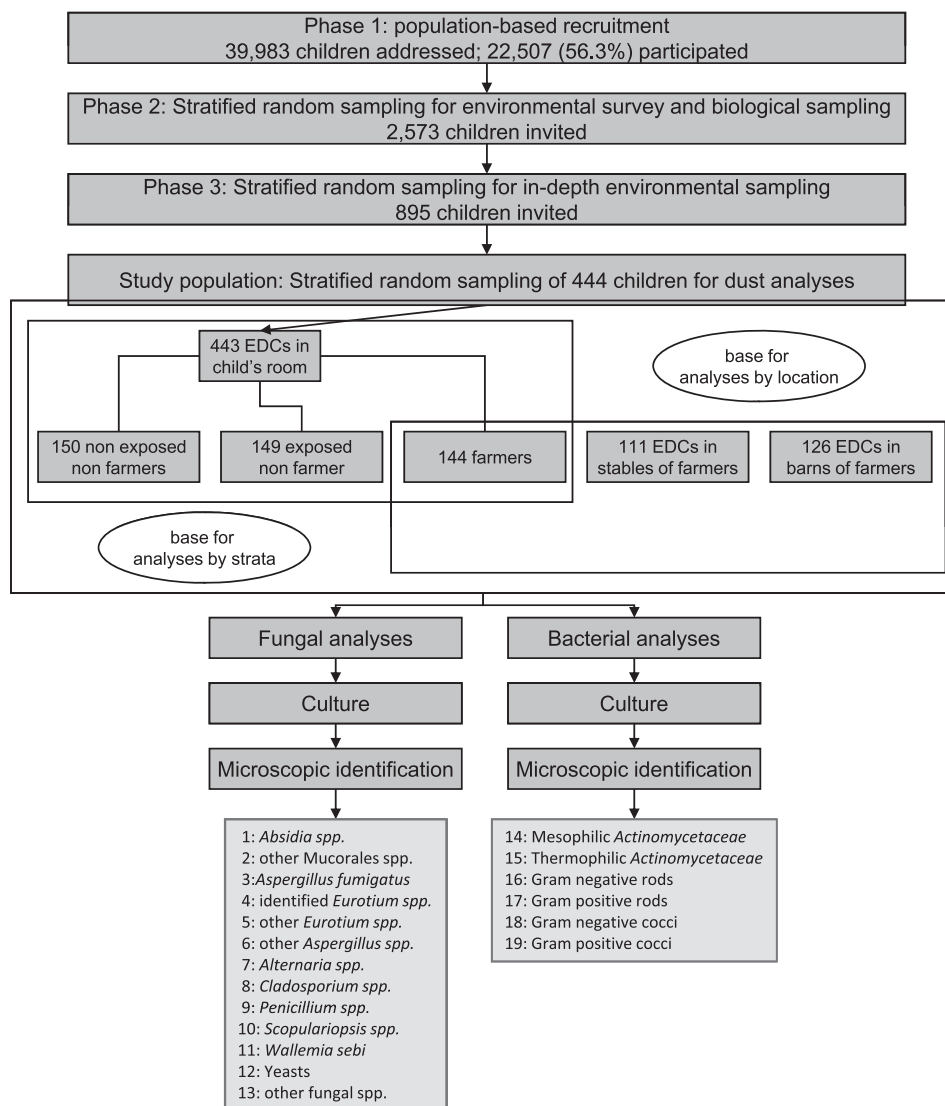 Phase 1: population-based recruitment
39,983 children addressed; 22,507 (56.3%) participated
Phase 2: Stratified random sampling for environmental survey and biological sampling
2,573 children invited
Phase 3: Stratified random sampling for in-depth environmental sampling
895 children invited
Study population: Stratified random sampling of 444 children for dust analyses
443 EDCs in
child's room
base for
analyses by location
150 non exposed
non farmers
149 exposed
non farmer
144 farmers
111 EDCs in
stables of farmers
126 EDCs in
barns of farmers
base for
analyses by strata
Fungal analyses
Bacterial analyses
Culture
Culture
Microscopic identification
Microscopic identification
1: Absidia spp.
2: other Mucorales spp.
3:Aspergillus fumigatus
4: identified Eurotium spp.
5: other Eurotium spp.
6: other Aspergillus spp.
7: Alternaria spp.
8: Cladosporium spp.
9: Penicillium spp.
10: Scopulariopsis spp.
11: Wallemia sebi
12: Yeasts
13: other fungal spp.
14: Mesophilic Actinomycetaceae
15: Thermophilic Actinomycetaceae
16: Gram negative rods
17: Gram positive rods
18: Gram negative cocci
19: Gram positive cocci